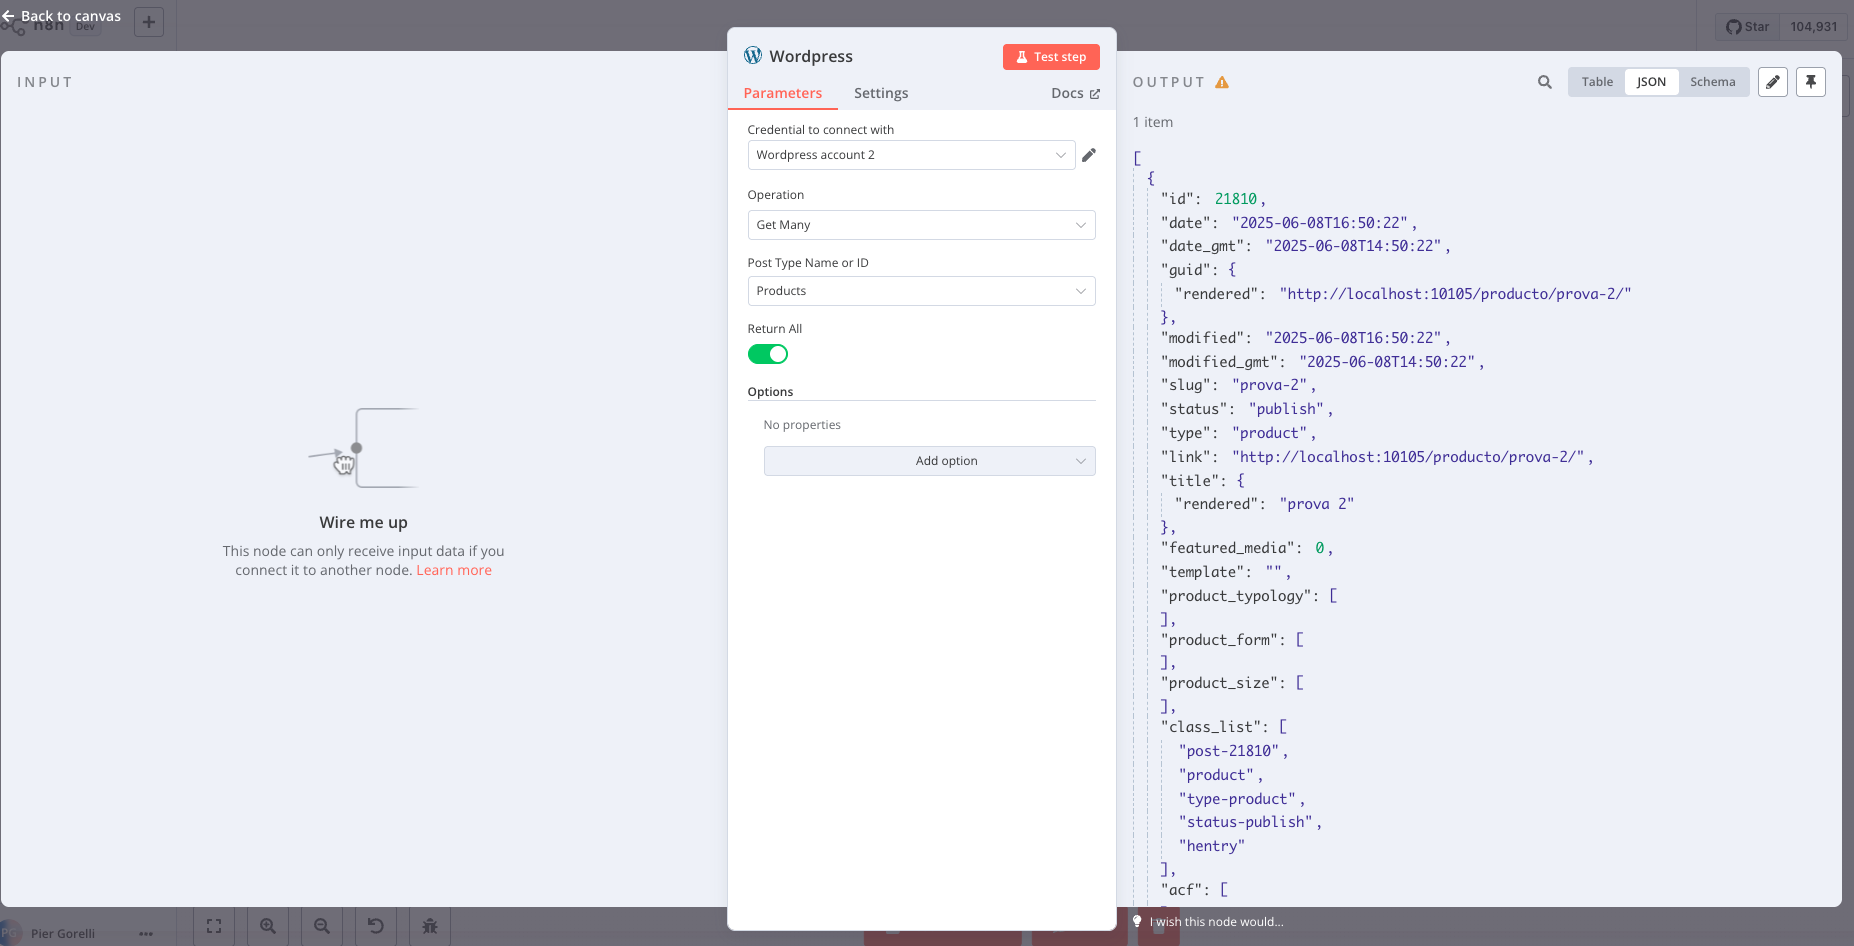 Back to canvas
n8n Dev
Star 104,931
INPUT
Wire me up
This node can only receive input data if you
connect it to another node. Learn more
Wordpress
Test step
Parameters Settings Docs
Credential to connect with
Wordpress account 2
Operation
Get Many
Post Type Name or ID
Products
Return All
Options
No properties
Add option
OUTPUT
Table JSON Schema
1 item
[
{
"id": 21810,
"date": "2025-06-08T16:50:22",
"date_gmt": "2025-06-08T14:50:22",
"guid": {
"rendered": "http://localhost:10105/producto/prova-2/"
},
"modified": "2025-06-08T16:50:22",
"modified_gmt": "2025-06-08T14:50:22",
"slug": "prova-2",
"status": "publish",
"type": "product",
"link": "http://localhost:10105/producto/prova-2/",
"title": {
"rendered": "prova 2"
},
"featured_media": 0,
"template": "",
"product_typology": [
],
"product_form": [
],
"product_size": [
],
"class_list": [
"post-21810",
"product",
"type-product",
"status-publish",
"hentry"
],
"acf": [
PG Pier Gorelli
I wish this node would...